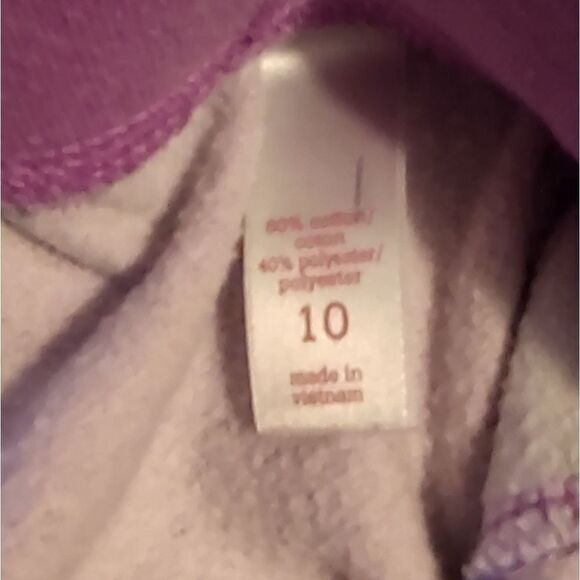 60% cotton/
coton
40% polyester/
polyester
10
made in
vietnam